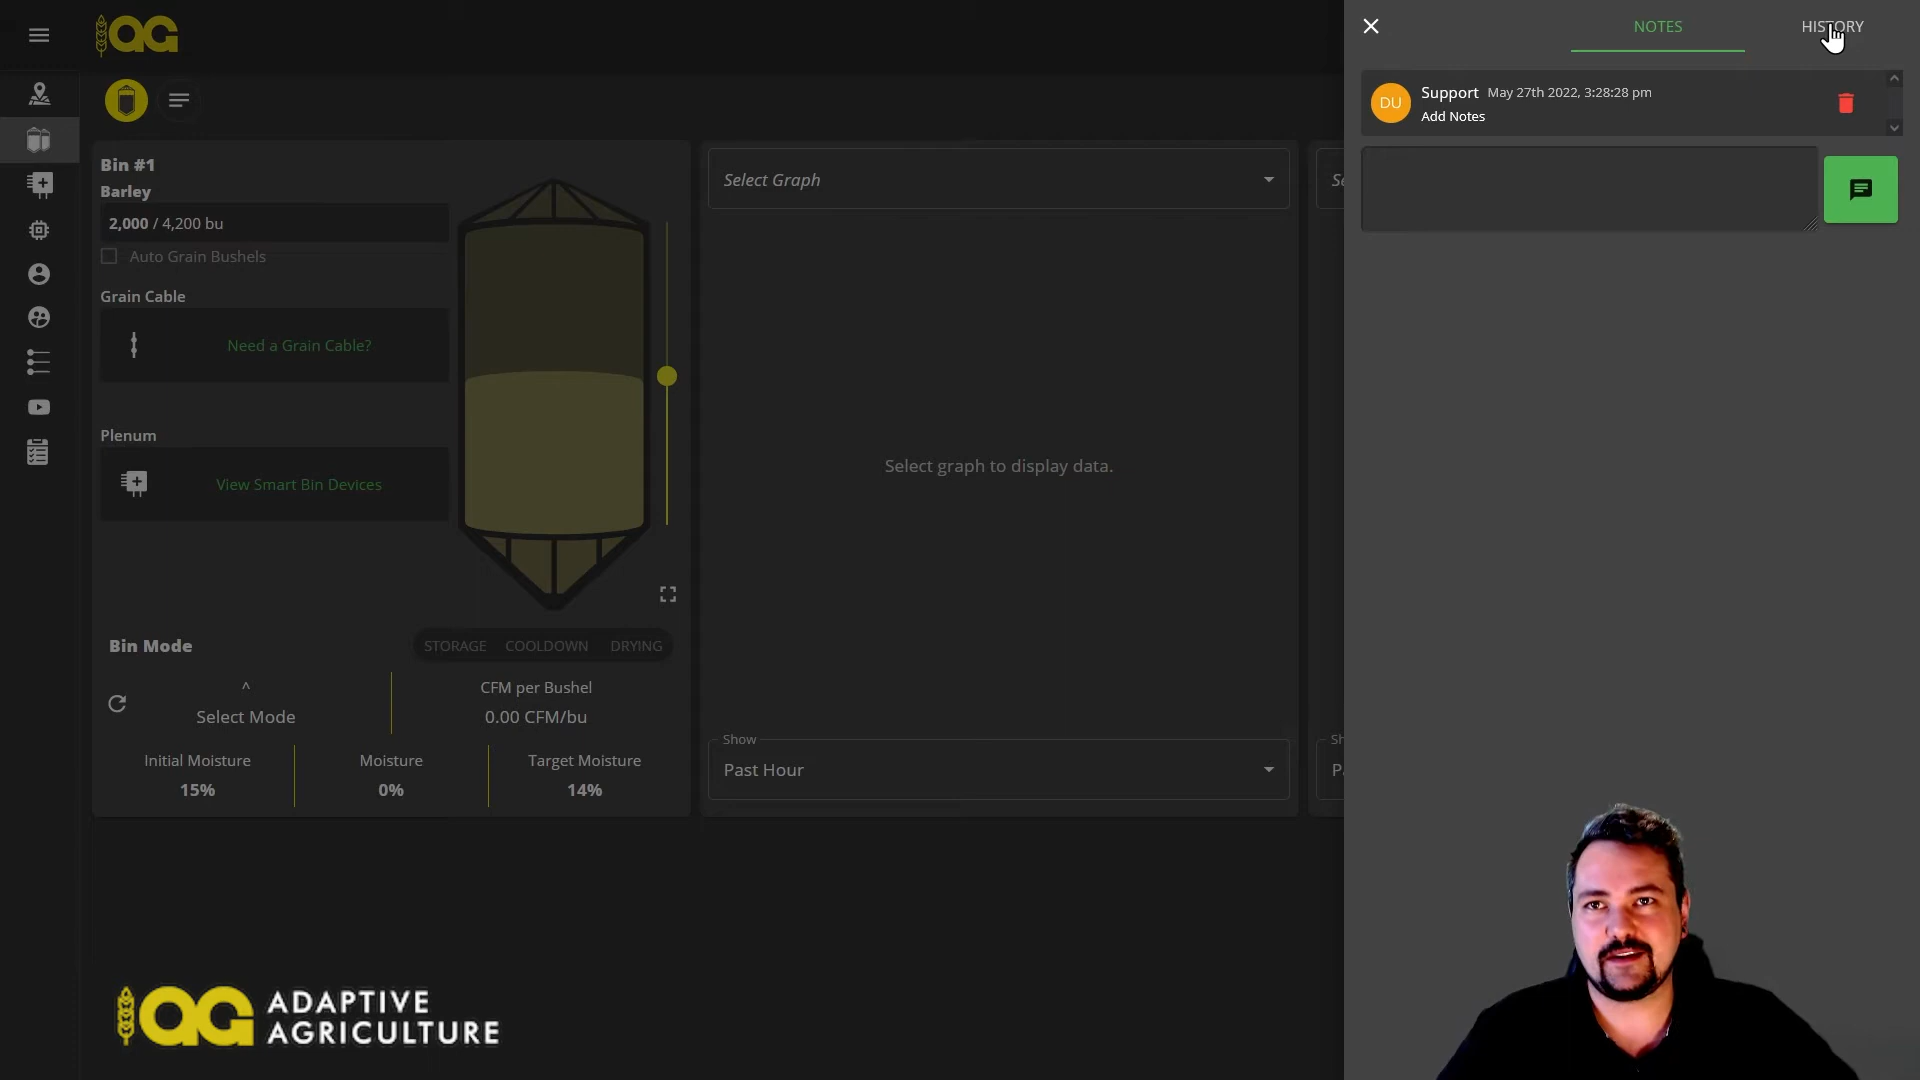 aG
NOTES
HISTORY
DU
Support May 27th 2022, 3:28:28 pm
Add Notes
Bin #1
Barley
2,000 / 4,200 bu
Auto Grain Bushels
Grain Cable
Need a Grain Cable?
Plenum
View Smart Bin Devices
Bin Mode
STORAGE COOLDOWN DRYING
^
Select Mode
CFM per Bushel
0.00 CFM/bu
Initial Moisture
15%
Moisture
0%
Target Moisture
14%
Select Graph
Select graph to display data.
Show
Past Hour
Se
Sh
Pa
aG ADAPTIVE
AGRICULTURE